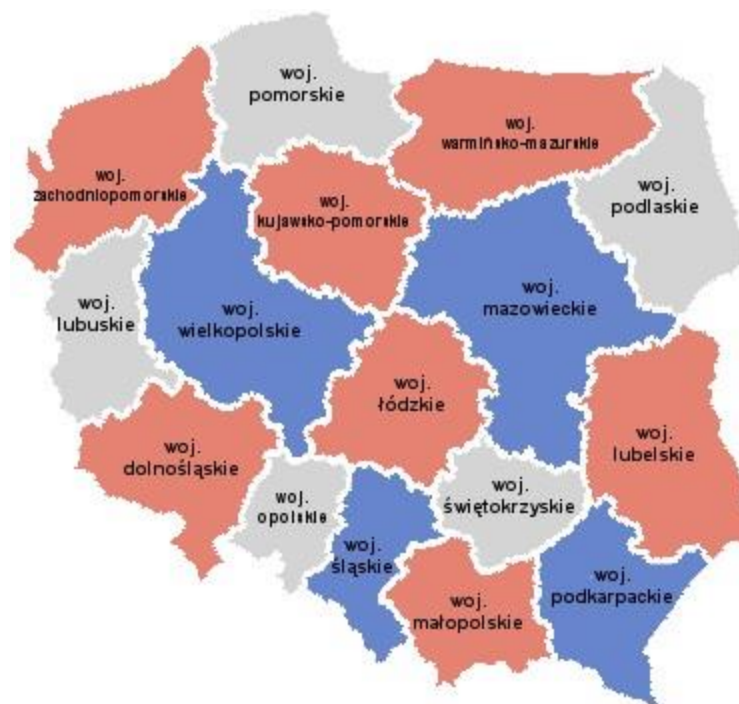 woj.
pomorskie
woj.
warmińsko-mazurskie
woj.
zachodniopomorskie
woj.
podlaskie
woj.
kujawsko-pomorskie
woj.
lubuskie
woj.
wielkopolskie
woj.
mazowieckie
woj.
łódzkie
woj.
dolnośląskie
woj.
lubelskie
woj.
opolskie
woj.
świętokrzyskie
woj.
śląskie
woj.
podkarpackie
woj.
małopolskie